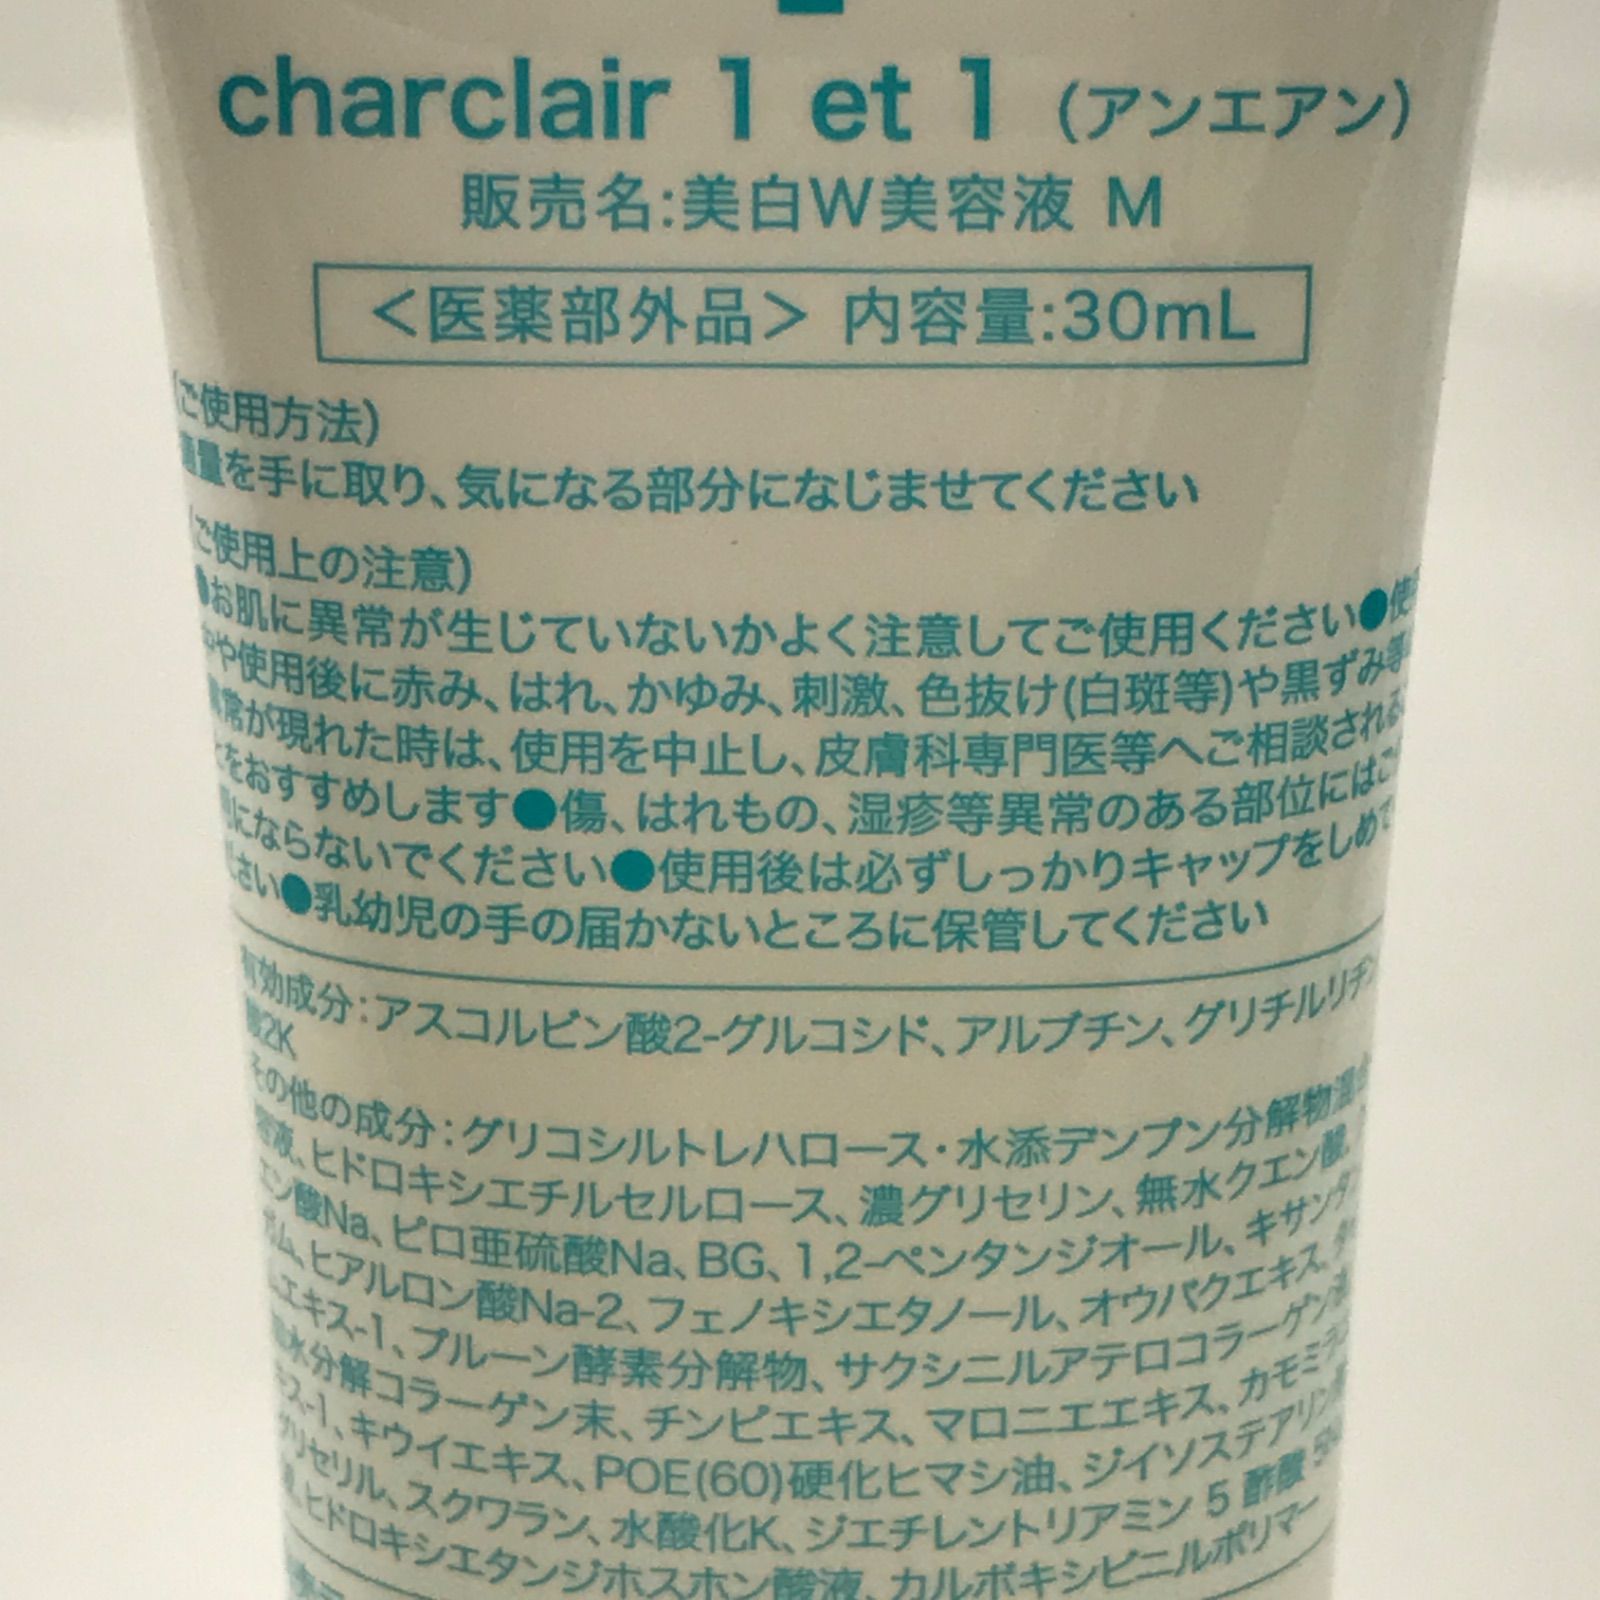 charclair 1 et 1 (アンエアン)
販売名:美白W美容液 M
<医薬部外品> 内容量:30mL
(ご使用方法)
適量を手に取り、気になる部分になじませてください
(ご使用上の注意)
●お肌に異常が生じていないかよく注意してご使用ください●使用
中や使用後に赤み、はれ、かゆみ、刺激、色抜け(白斑等)や黒ずみ等の
異常が現れた時は、使用を中止し、皮膚科専門医等へご相談される
とをおすすめします●傷、はれもの、湿疹等異常のある部位にはご
用にならないでください●使用後は必ずしっかりキャップをしめて
ださい●乳幼児の手の届かないところに保管してください
有効成分:アスコルビン酸2-グルコシド、アルブチン、グリチルリチン
酸2K
その他の成分:グリコシルトレハロース・水添デンプン分解物混合
溶液、ヒドロキシエチルセルロース、濃グリセリン、無水クエン酸、
エン酸Na、ピロ亜硫酸Na、BG、1,2-ペンタンジオール、キサンタン
ガム、ヒアルロン酸Na-2、フェノキシエタノール、オウバクエキス、
エキス-1、プルーン酵素分解物、サクシニルアテロコラーゲン液
加水分解コラーゲン末、チンピエキス、マロニエエキス、カモミラ
キス-1、キウイエキス、POE(60)硬化ヒマシ油、ジイソステアリン酸
グリセリル、スクワラン、水酸化K、ジエチレントリアミン 5 酢酸 5Na
液、ヒドロキシエタンジホスホン酸液、カルボキシビニルポリマー